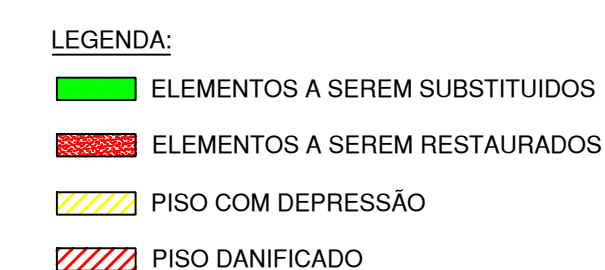 LEGENDA:
ELEMENTOS A SEREM SUBSTITUIDOS
ELEMENTOS A SEREM RESTAURADOS
PISO COM DEPRESSÃO
PISO DANIFICADO